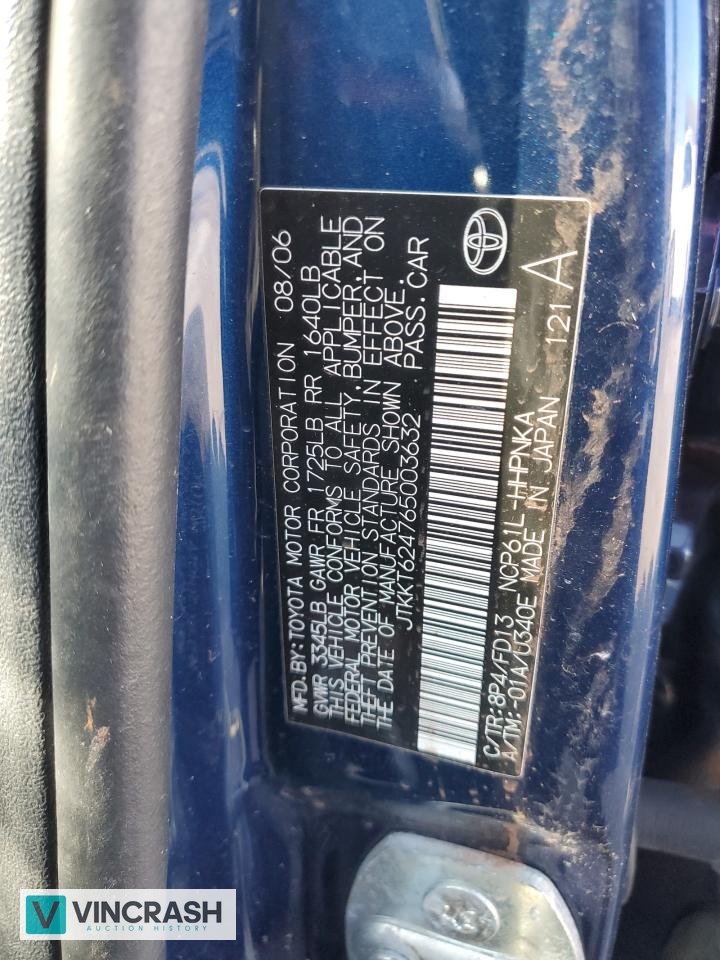 MFD.BY:TOYOTA MOTOR CORPORATION 08/06
GVWR 3345LB GAWR FR 1725LB RR 1640LB
THIS VEHICLE CONFORMS TO ALL APPLICABLE
FEDERAL MOTOR VEHICLE SAFETY,BUMPER,AND
THEFT PREVENTION STANDARDS IN EFFECT ON
THE DATE OF MANUFACTURE SHOWN ABOVE.
JTKKT624765003632 PASS.CAR
C/TR:8P4/FD13 NCP61L-HHPNKA
A/TM:-01A/U340E MADE IN JAPAN 121 A
VINCRASH
AUCTION HISTORY